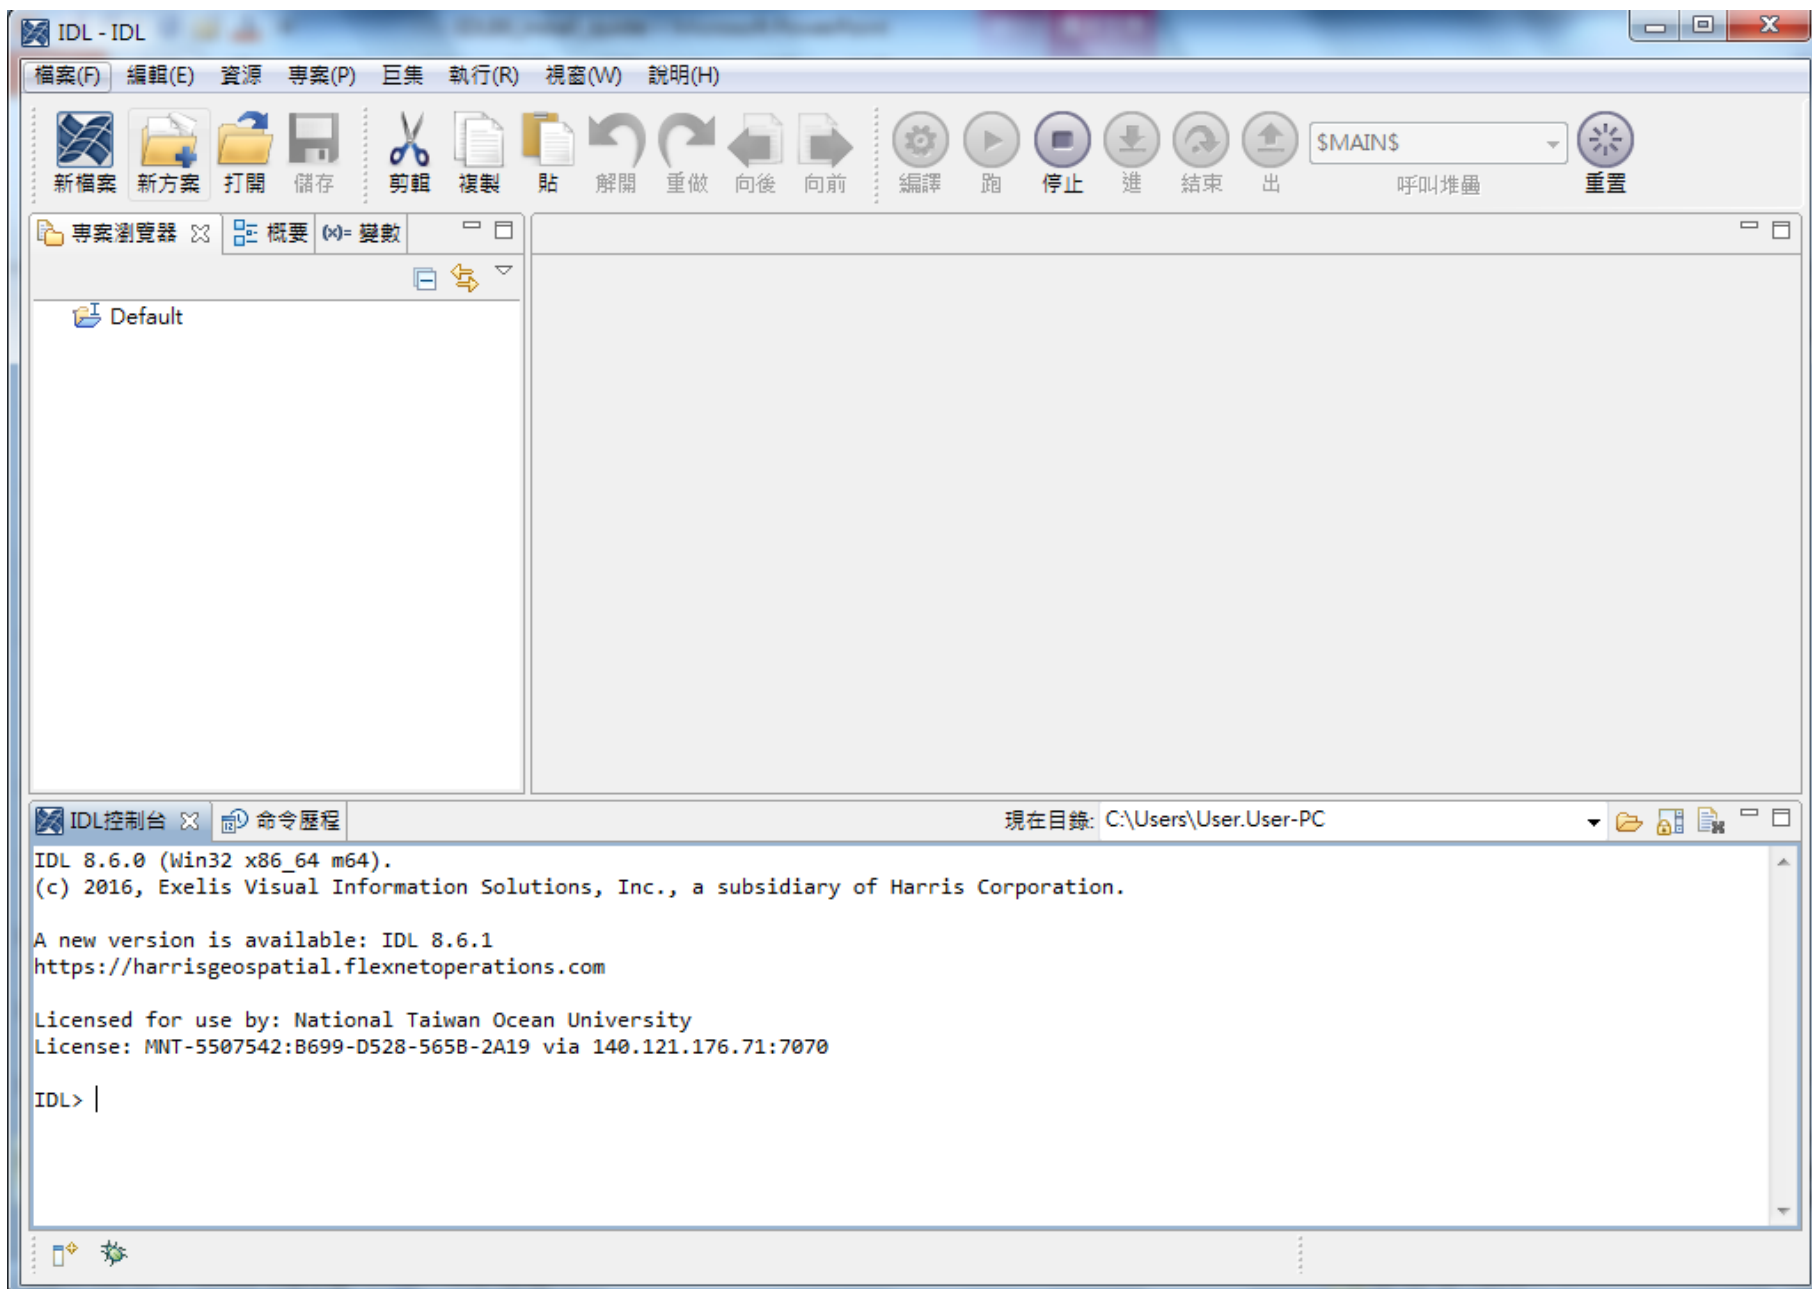 IDL - IDL
檔案(F) 編輯(E) 資源 專案(P) 巨集 執行(R) 視窗(W) 說明(H)
新檔案 新方案 打開 儲存 剪輯 複製 貼 解開 重做 向後 向前 編譯 跑 停止 進 結束 出 $MAIN$ 呼叫堆疊 重置
專案瀏覽器 概要 (x)= 變數
Default
IDL控制台 命令歷程 現在目錄: C:\Users\User.User-PC
IDL 8.6.0 (Win32 x86_64 m64).
(c) 2016, Exelis Visual Information Solutions, Inc., a subsidiary of Harris Corporation.
A new version is available: IDL 8.6.1
https://harrisgeospatial.flexnetoperations.com
Licensed for use by: National Taiwan Ocean University
License: MNT-5507542:B699-D528-565B-2A19 via 140.121.176.71:7070
IDL>